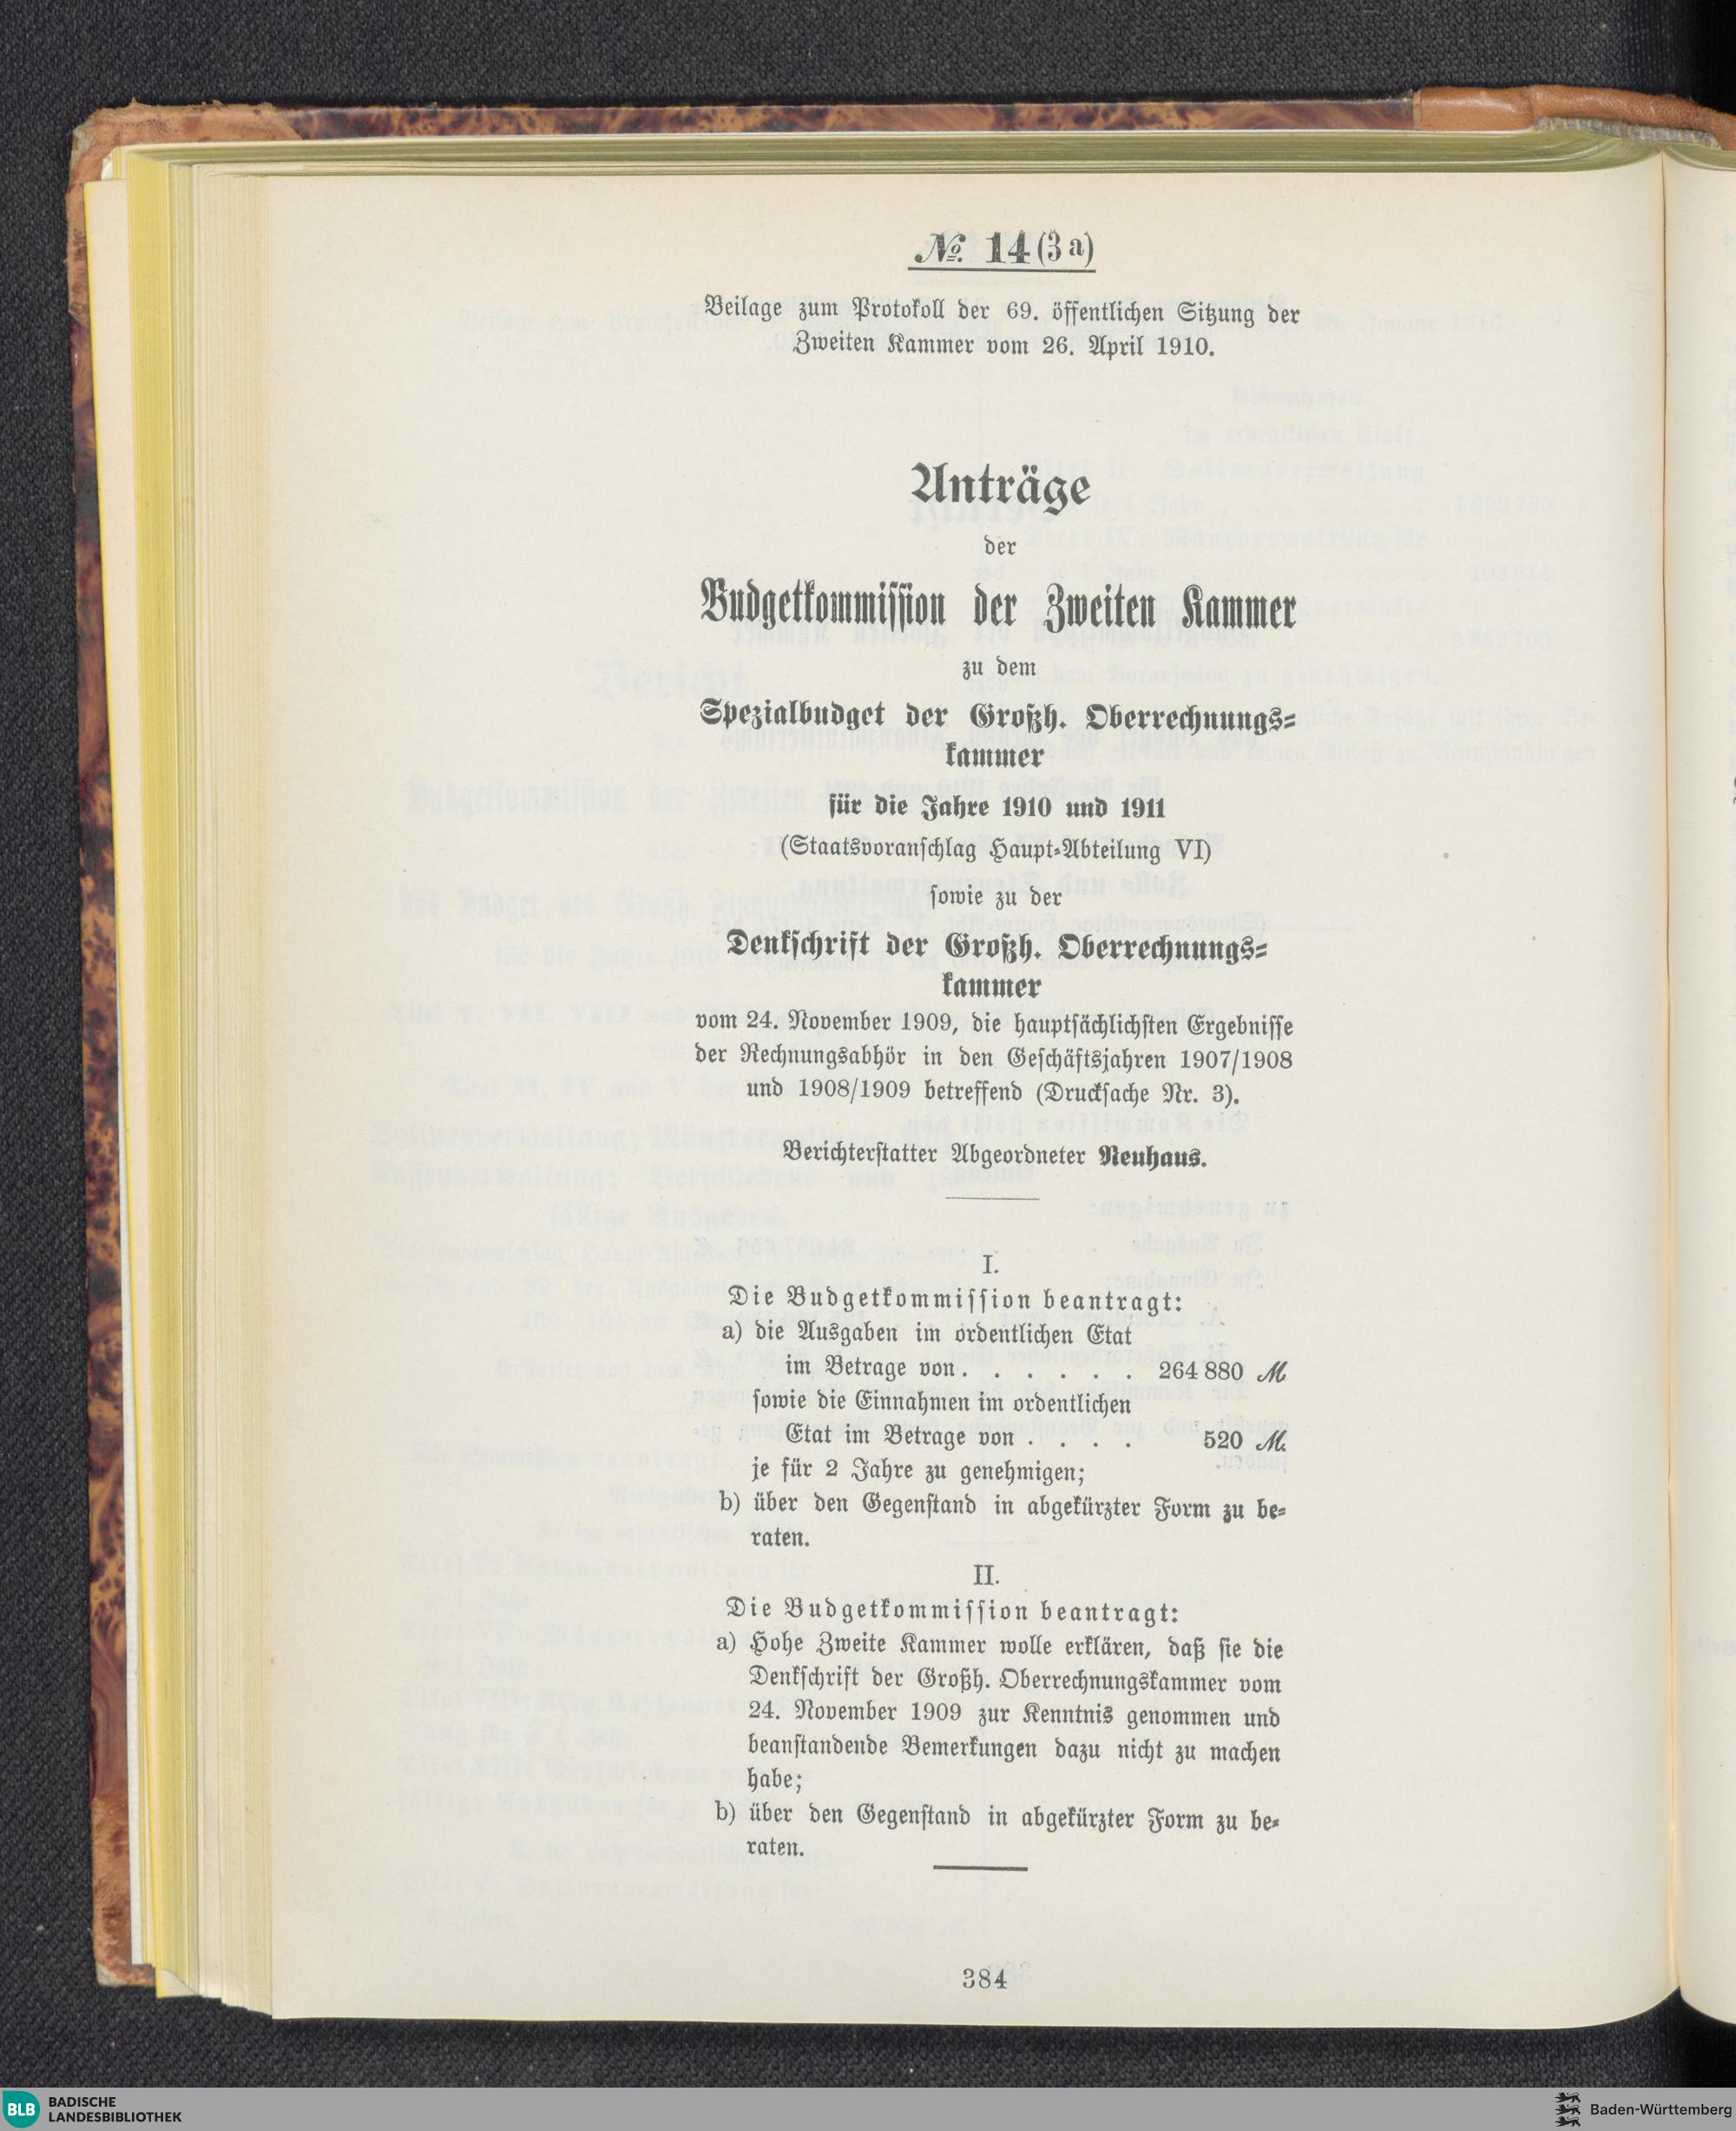 № 14 (3 a)
Beilage zum Protokoll der 69. öffentlichen Sitzung der
Zweiten Kammer vom 26. April 1910.
Anträge
der
Budgetkommission der Zweiten Kammer
zu dem
Spezialbudget der Großh. Oberrechnungs-
kammer
für die Jahre 1910 und 1911
(Staatsvoranschlag Haupt-Abteilung VI)
sowie zu der
Denkschrift der Großh. Oberrechnungs-
kammer
vom 24. November 1909, die hauptsächlichsten Ergebnisse
der Rechnungsabhör in den Geschäftsjahren 1907/1908
und 1908/1909 betreffend (Drucksache Nr. 3).
Berichterstatter Abgeordneter Neuhaus.
I.
Die Budgetkommission beantragt:
a) die Ausgaben im ordentlichen Etat
im Betrage von . . . . . . 264 880 ℳ
sowie die Einnahmen im ordentlichen
Etat im Betrage von . . . . 520 ℳ
je für 2 Jahre zu genehmigen;
b) über den Gegenstand in abgekürzter Form zu be-
raten.
II.
Die Budgetkommission beantragt:
a) Hohe Zweite Kammer wolle erklären, daß sie die
Denkschrift der Großh. Oberrechnungskammer vom
24. November 1909 zur Kenntnis genommen und
beanstandende Bemerkungen dazu nicht zu machen
habe;
b) über den Gegenstand in abgekürzter Form zu be-
raten.
384
BLB BADISCHE
LANDESBIBLIOTHEK
Baden-Württemberg